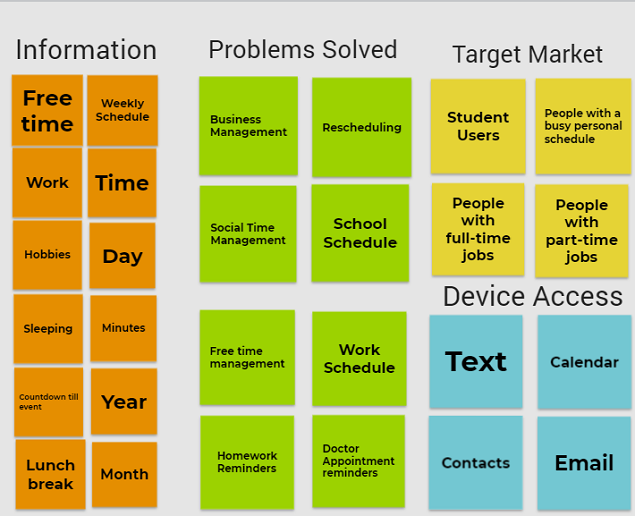 Information
Free
time
Weekly
Schedule
Work
Time
Hobbies
Day
Sleeping
Minutes
Countdown till
event
Year
Lunch
break
Month
Problems Solved
Business
Management
Rescheduling
Social Time
Management
School
Schedule
Free time
management
Work
Schedule
Homework
Reminders
Doctor
Appointment
reminders
Target Market
Student
Users
People with a
busy personal
schedule
People
with
full-time
jobs
People
with
part-time
jobs
Device Access
Text
Calendar
Contacts
Email